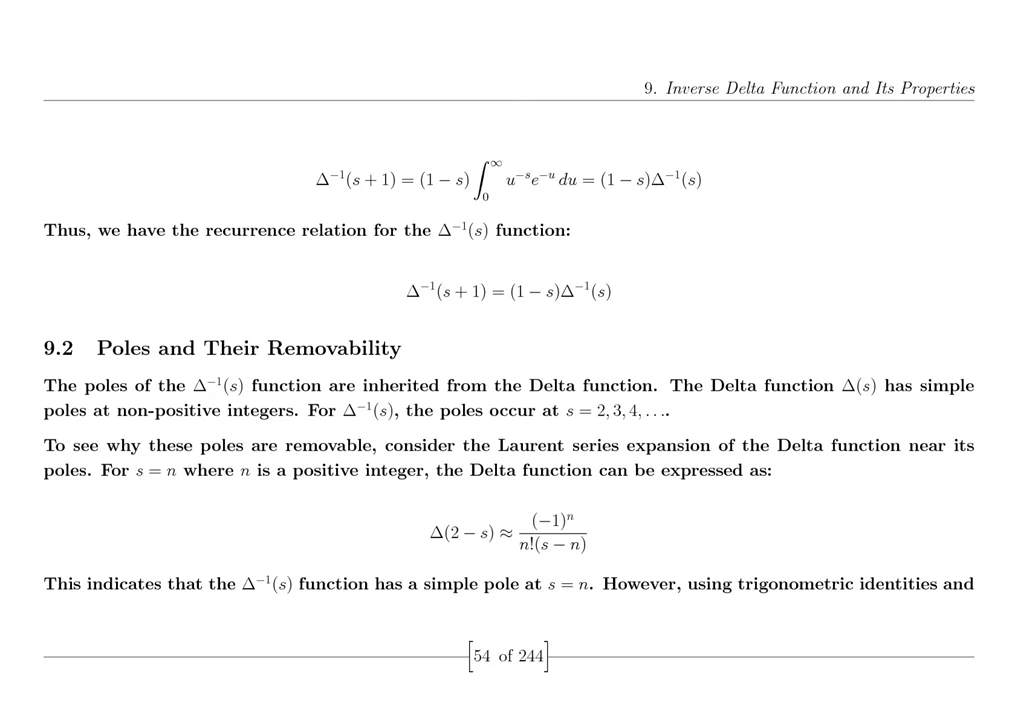 9. Inverse Delta Function and Its Properties
Δ⁻¹(s + 1) = (1 − s) ∫₀^∞ u⁻ˢe⁻ᵘ du = (1 − s)Δ⁻¹(s)
Thus, we have the recurrence relation for the Δ⁻¹(s) function:
Δ⁻¹(s + 1) = (1 − s)Δ⁻¹(s)
9.2 Poles and Their Removability
The poles of the Δ⁻¹(s) function are inherited from the Delta function. The Delta function Δ(s) has simple
poles at non-positive integers. For Δ⁻¹(s), the poles occur at s = 2, 3, 4, . . ..
To see why these poles are removable, consider the Laurent series expansion of the Delta function near its
poles. For s = n where n is a positive integer, the Delta function can be expressed as:
Δ(2 − s) ≈ (−1)ⁿ / n!(s − n)
This indicates that the Δ⁻¹(s) function has a simple pole at s = n. However, using trigonometric identities and
[54 of 244]